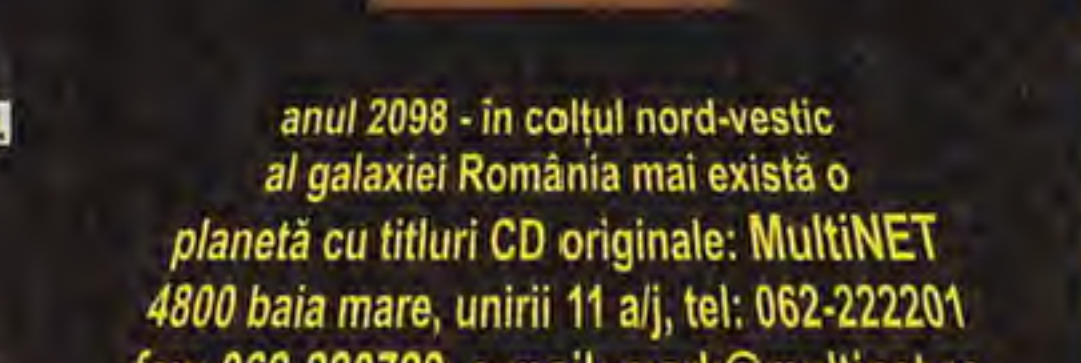 anul 2098 - în colțul nord-vestic
al galaxiei România mai există o
planetă cu titluri CD originale: MultiNET
4800 baia mare, unirii 11 a/j, tel: 062-222201